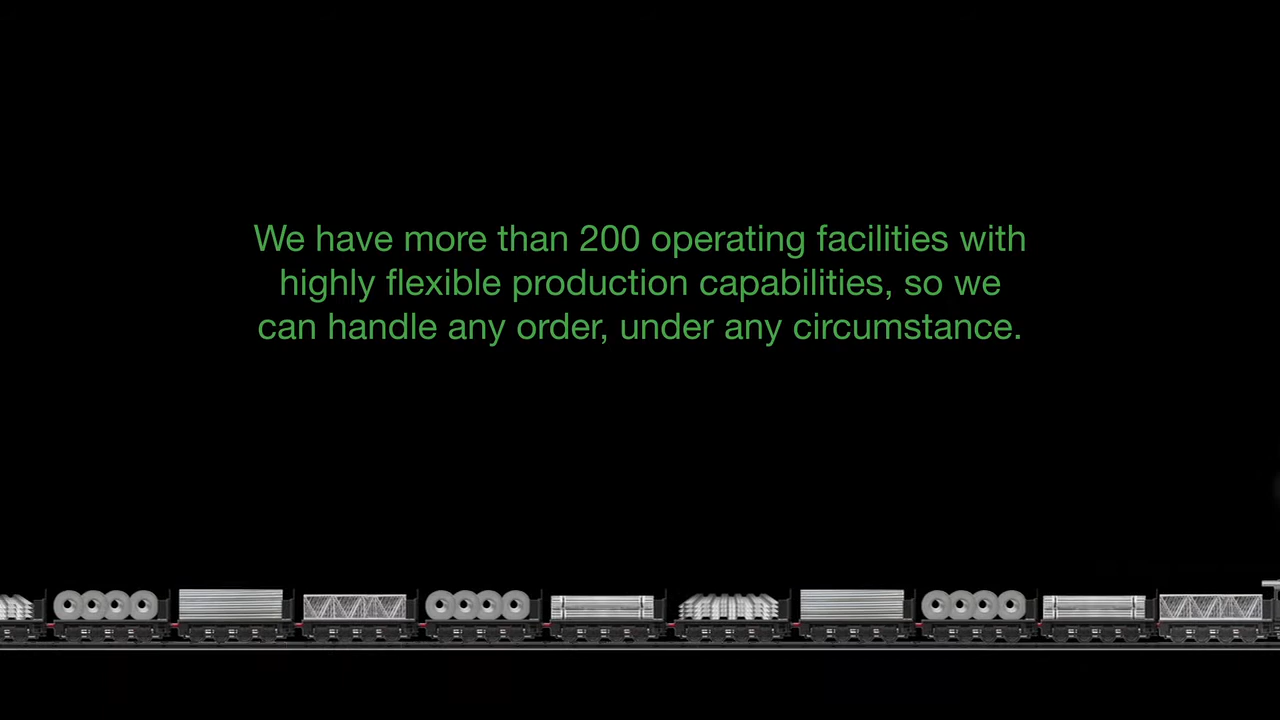 We have more than 200 operating facilities with
highly flexible production capabilities, so we
can handle any order, under any circumstance.